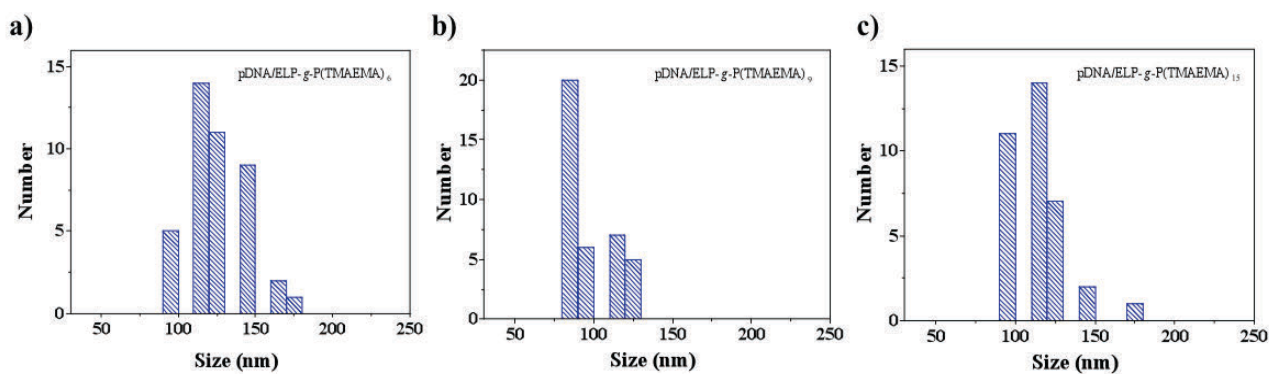 a)
pDNA/ELP-g-P(TMAEMA)₆
15
10
5
0
Number
50 100 150 200 250
Size (nm)
b)
pDNA/ELP-g-P(TMAEMA)₉
20
15
10
5
0
Number
50 100 150 200 250
Size (nm)
c)
pDNA/ELP-g-P(TMAEMA)₁₅
15
10
5
0
Number
50 100 150 200 250
Size (nm)